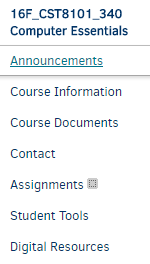 16F_CST8101_340
Computer Essentials
Announcements
Course Information
Course Documents
Contact
Assignments
Student Tools
Digital Resources